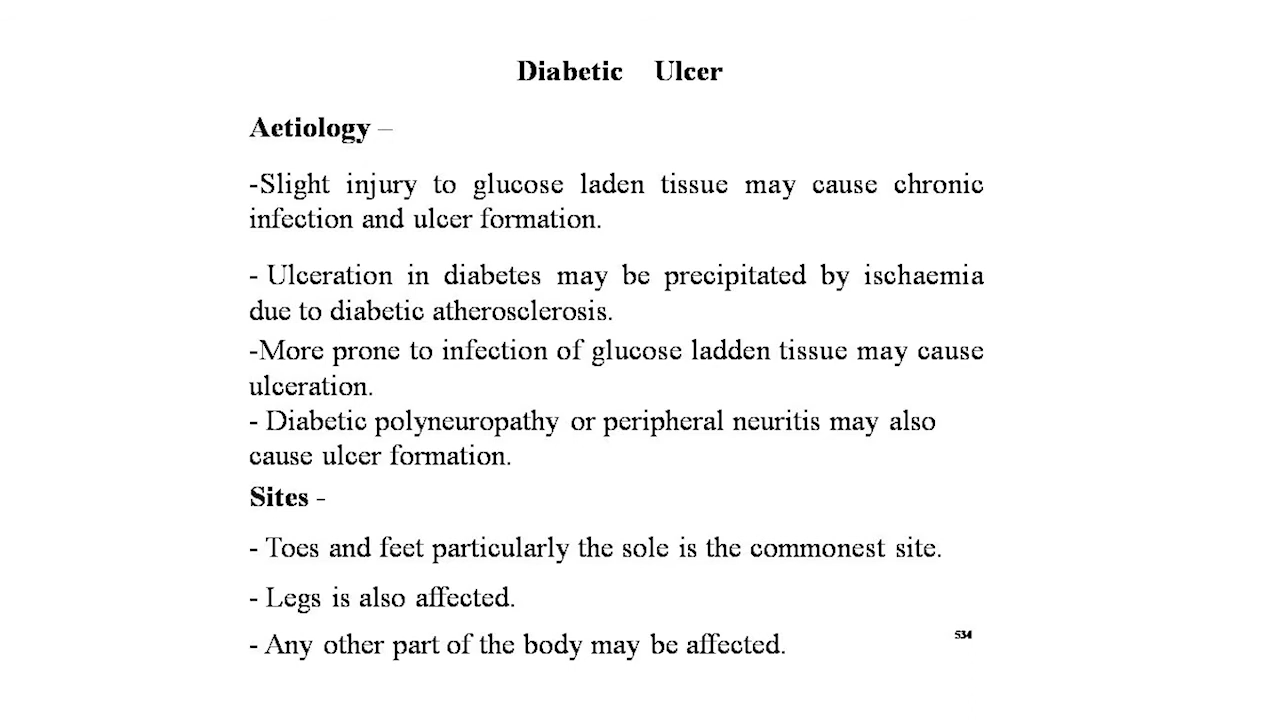 Diabetic Ulcer
Aetiology –
-Slight injury to glucose laden tissue may cause chronic
infection and ulcer formation.
- Ulceration in diabetes may be precipitated by ischaemia
due to diabetic atherosclerosis.
-More prone to infection of glucose ladden tissue may cause
ulceration.
- Diabetic polyneuropathy or peripheral neuritis may also
cause ulcer formation.
Sites -
- Toes and feet particularly the sole is the commonest site.
- Legs is also affected.
- Any other part of the body may be affected.
534